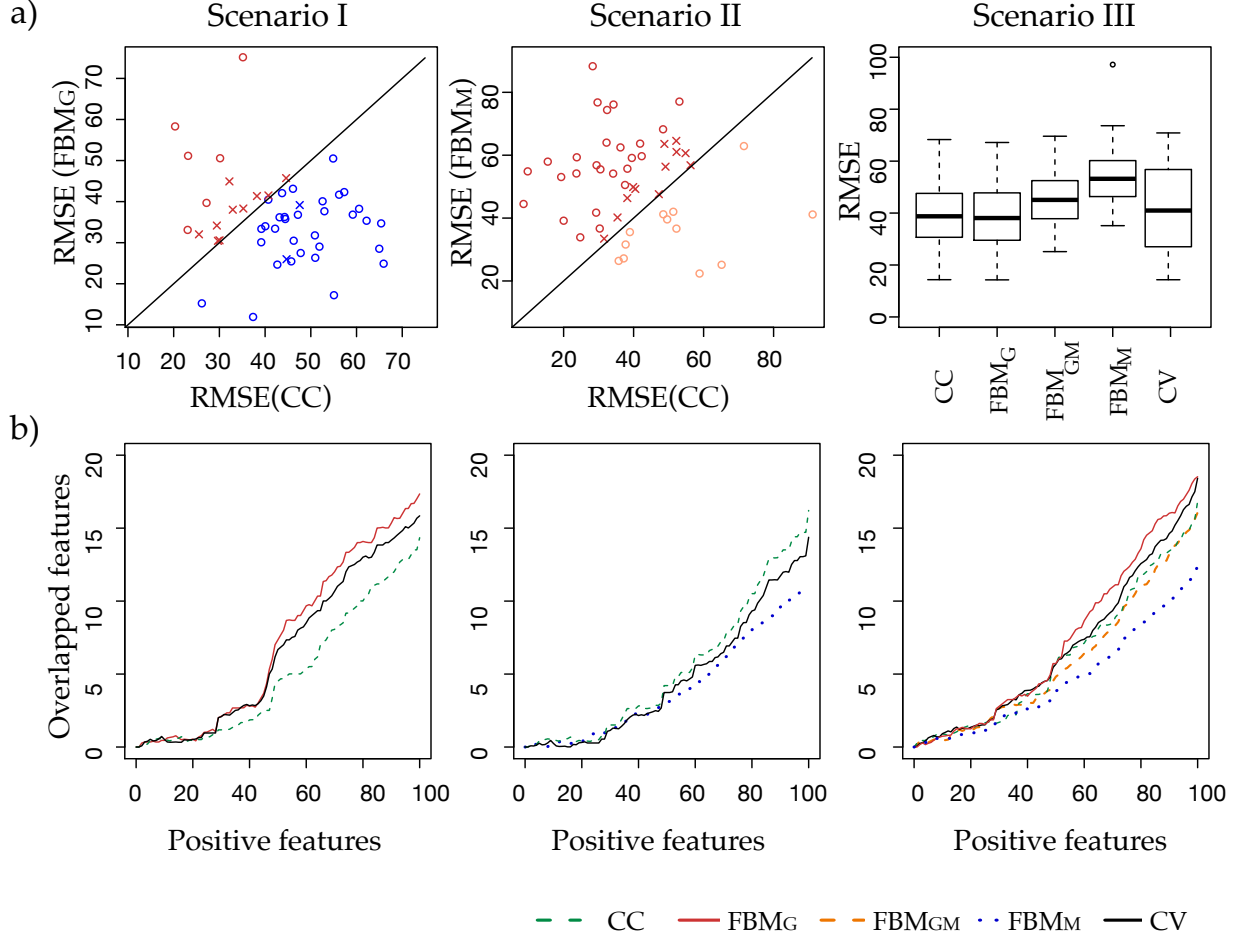 a)
Scenario I
Scenario II
Scenario III
RMSE (FBMG)
10 20 30 40 50 60 70
10 20 30 40 50 60 70
RMSE(CC)
RMSE (FBMM)
20 40 60 80
20 40 60 80
RMSE(CC)
RMSE
0 20 40 60 80 100
CC
FBMG
FBMGM
FBMM
CV
b)
Overlapped features
0 5 10 15 20
0 20 40 60 80 100
Positive features
0 5 10 15 20
0 20 40 60 80 100
Positive features
0 5 10 15 20
0 20 40 60 80 100
Positive features
CC FBMG FBMGM FBMM CV